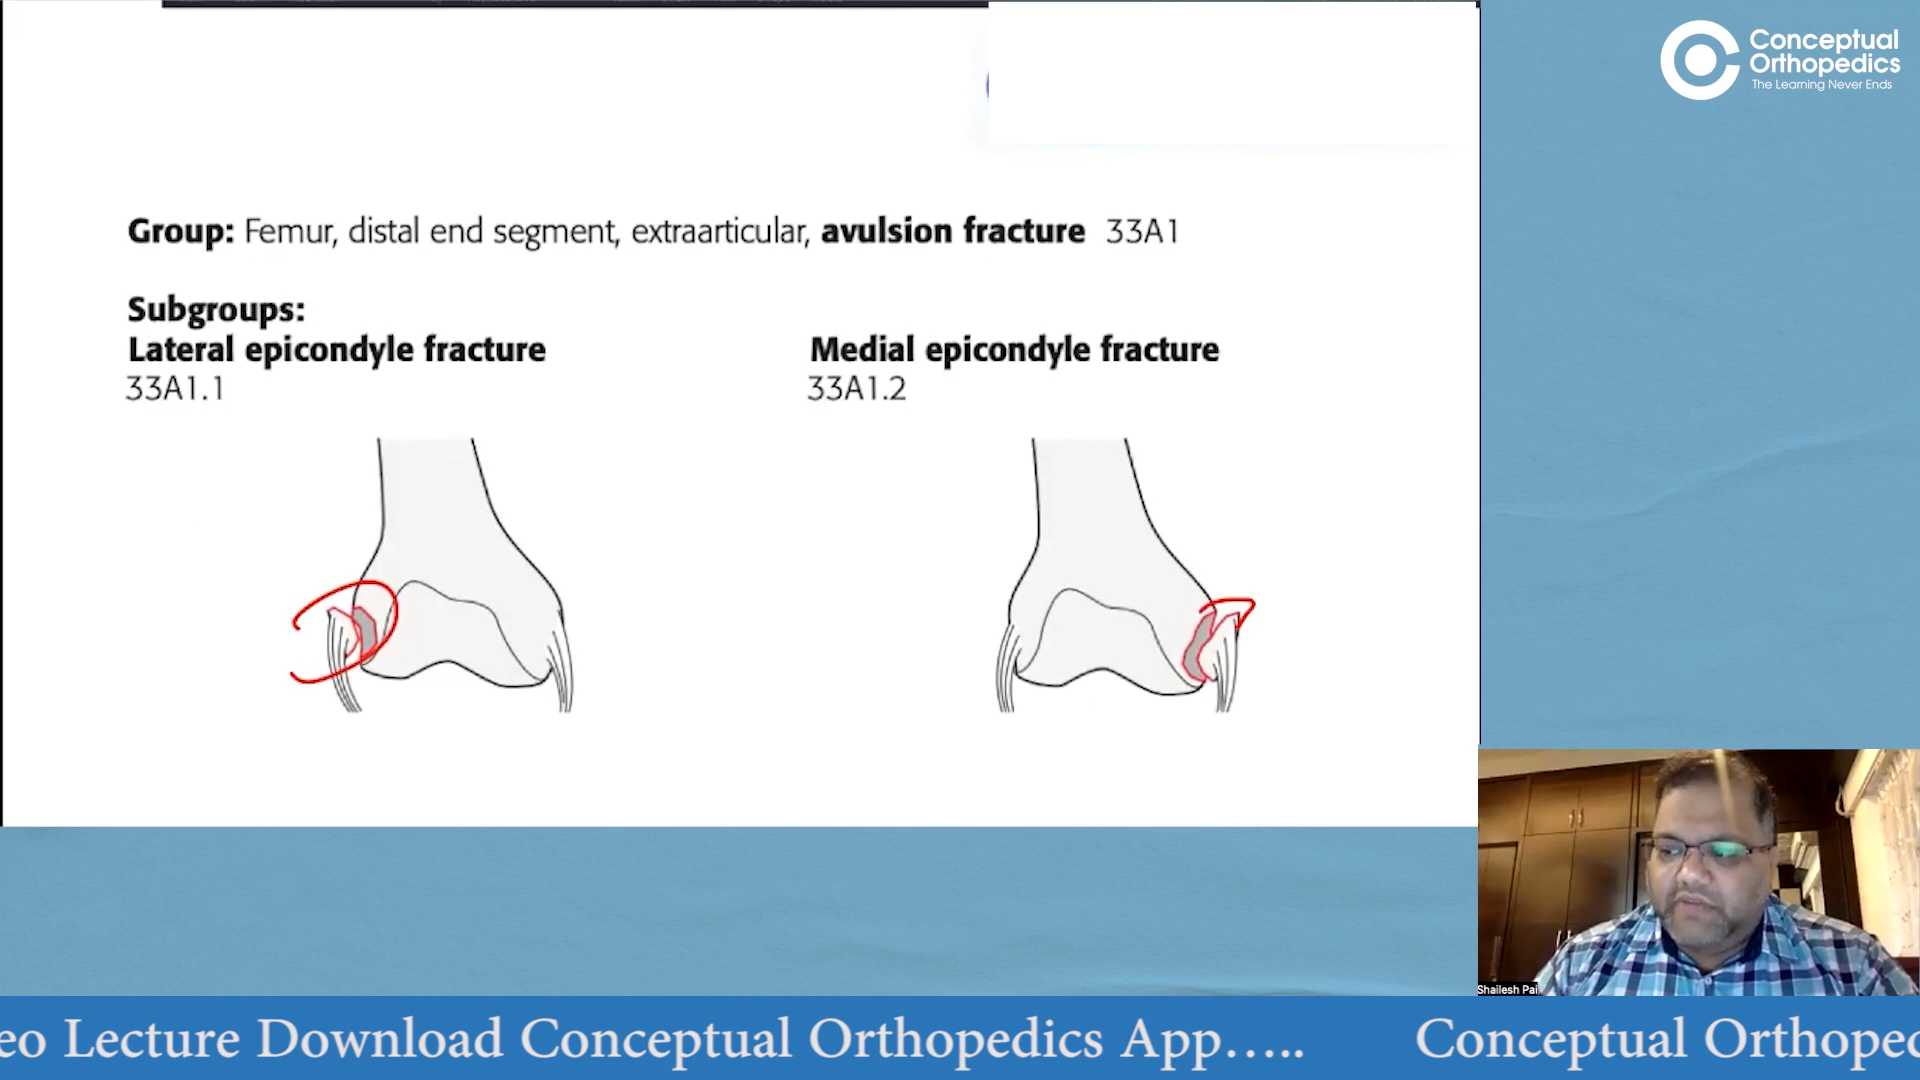 Conceptual
Orthopedics
The Learning Never Ends
Group: Femur, distal end segment, extraarticular, avulsion fracture 33A1
Subgroups:
Lateral epicondyle fracture
33A1.1
Medial epicondyle fracture
33A1.2
Shailesh Pai
eo Lecture Download Conceptual Orthopedics App..... Conceptual Orthoped